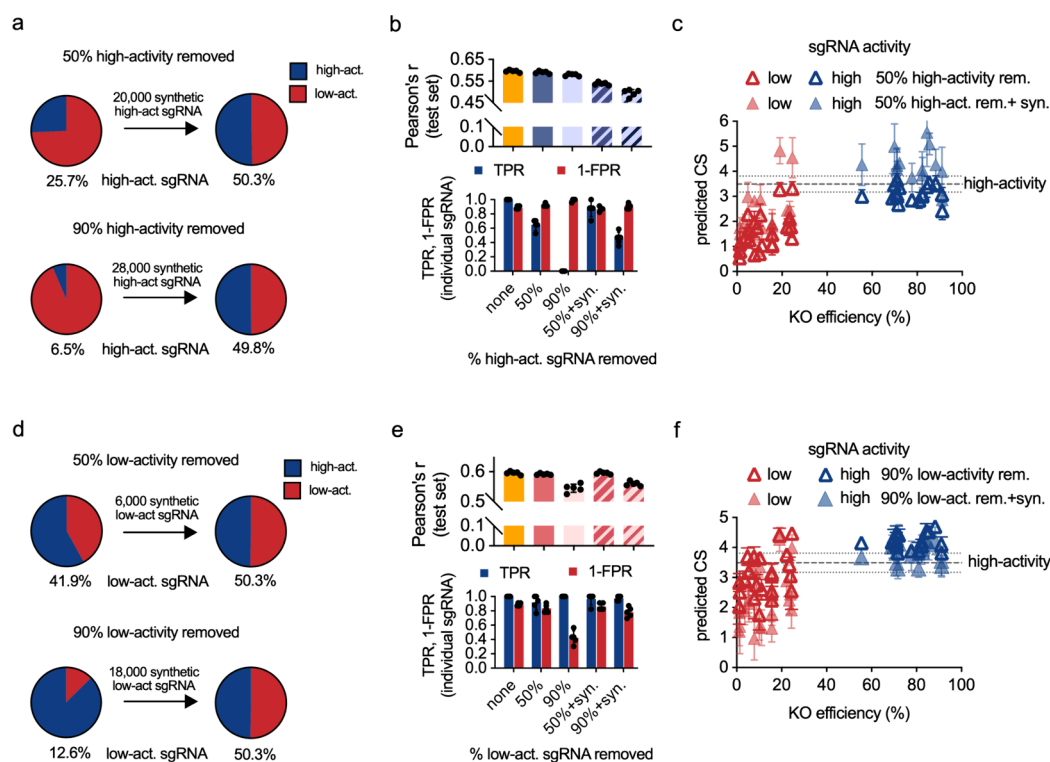 a
50% high-activity removed
high-act.
low-act.
20,000 synthetic
high-act sgRNA
25.7%
high-act. sgRNA
50.3%
90% high-activity removed
28,000 synthetic
high-act sgRNA
6.5%
high-act. sgRNA
49.8%
b
Pearson's r
(test set)
0.65
0.55
0.45
0.1
0.0
TPR
1-FPR
TPR, 1-FPR
(individual sgRNA)
1.0
0.8
0.6
0.4
0.2
0.0
none
50%
90%
50%+syn.
90%+syn.
% high-act. sgRNA removed
c
sgRNA activity
low
high
50% high-activity rem.
low
high
50% high-act. rem.+ syn.
predicted CS
6
5
4
3
2
1
0
high-activity
0
20
40
60
80
100
KO efficiency (%)
d
50% low-activity removed
high-act.
low-act.
6,000 synthetic
low-act sgRNA
41.9%
low-act. sgRNA
50.3%
90% low-activity removed
18,000 synthetic
low-act sgRNA
12.6%
low-act. sgRNA
50.3%
e
Pearson's r
(test set)
0.6
0.5
0.1
0.0
TPR
1-FPR
TPR, 1-FPR
(individual sgRNA)
1.0
0.8
0.6
0.4
0.2
0.0
none
50%
90%
50%+syn.
90%+syn.
% low-act. sgRNA removed
f
sgRNA activity
low
high
90% low-activity rem.
low
high
90% low-act. rem.+syn.
predicted CS
6
5
4
3
2
1
0
high-activity
0
20
40
60
80
100
KO efficiency (%)